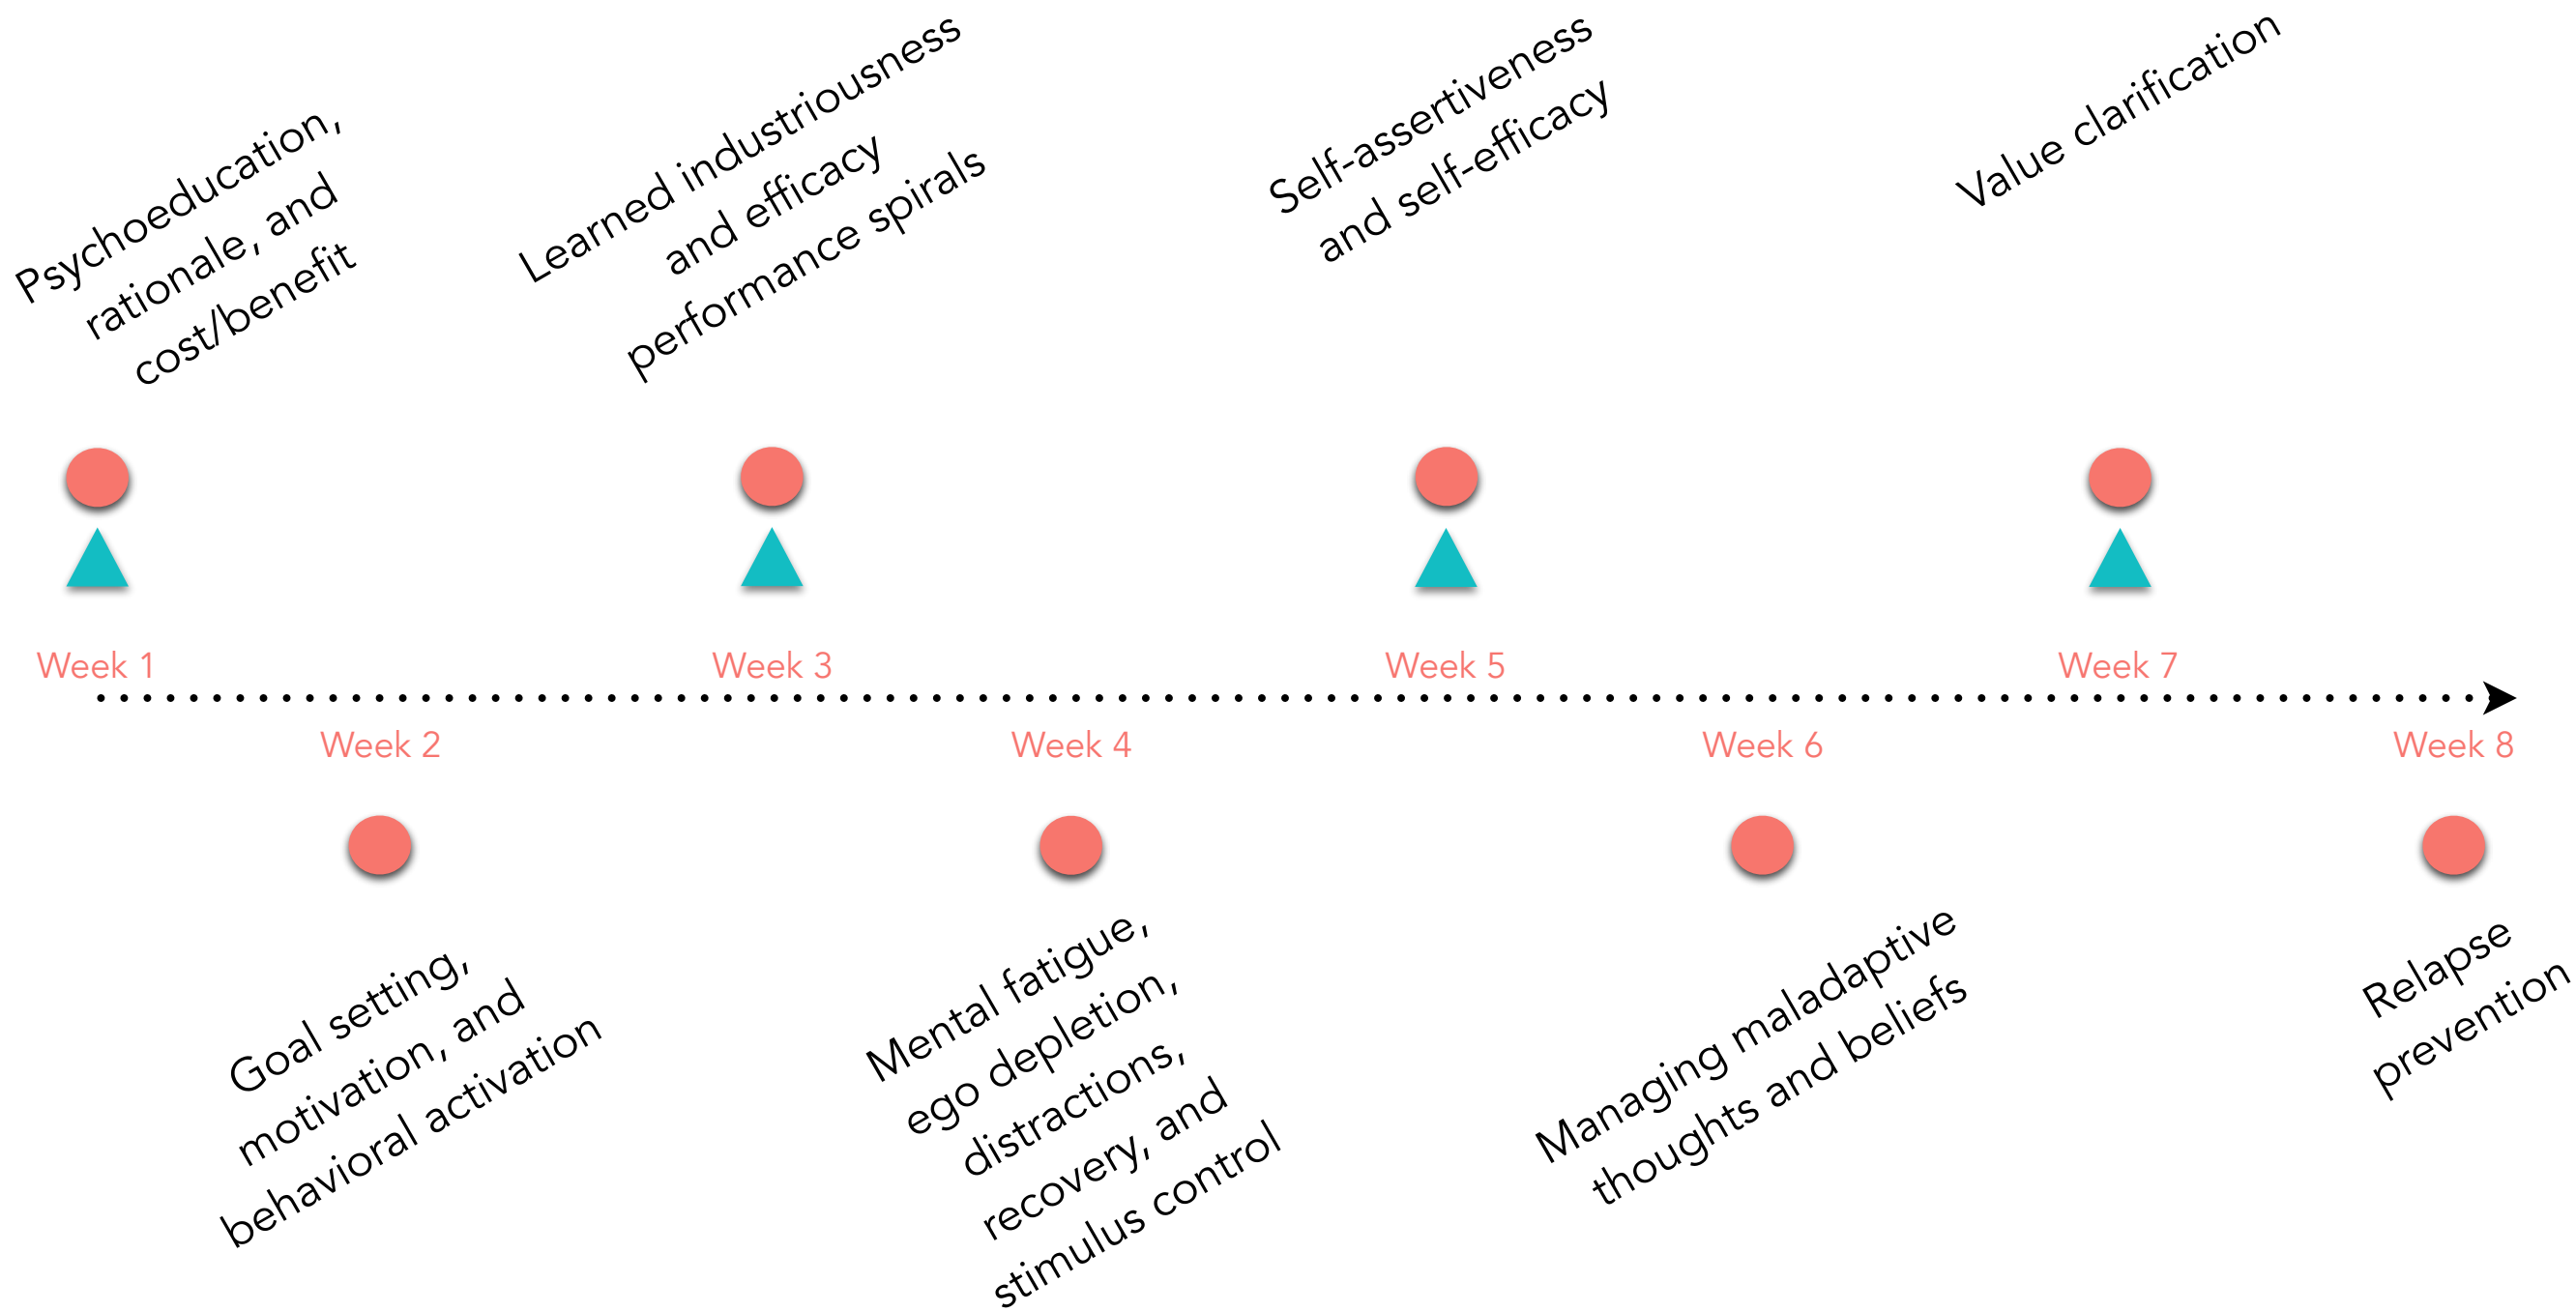 Psychoeducation,
rationale, and
cost/benefit
Learned industriousness
and efficacy
performance spirals
Self-assertiveness
and self-efficacy
Value clarification
Week 1
Week 3
Week 5
Week 7
Week 2
Week 4
Week 6
Week 8
Goal setting,
motivation, and
behavioral activation
Mental fatigue,
ego depletion,
distractions,
recovery, and
stimulus control
Managing maladaptive
thoughts and beliefs
Relapse
prevention